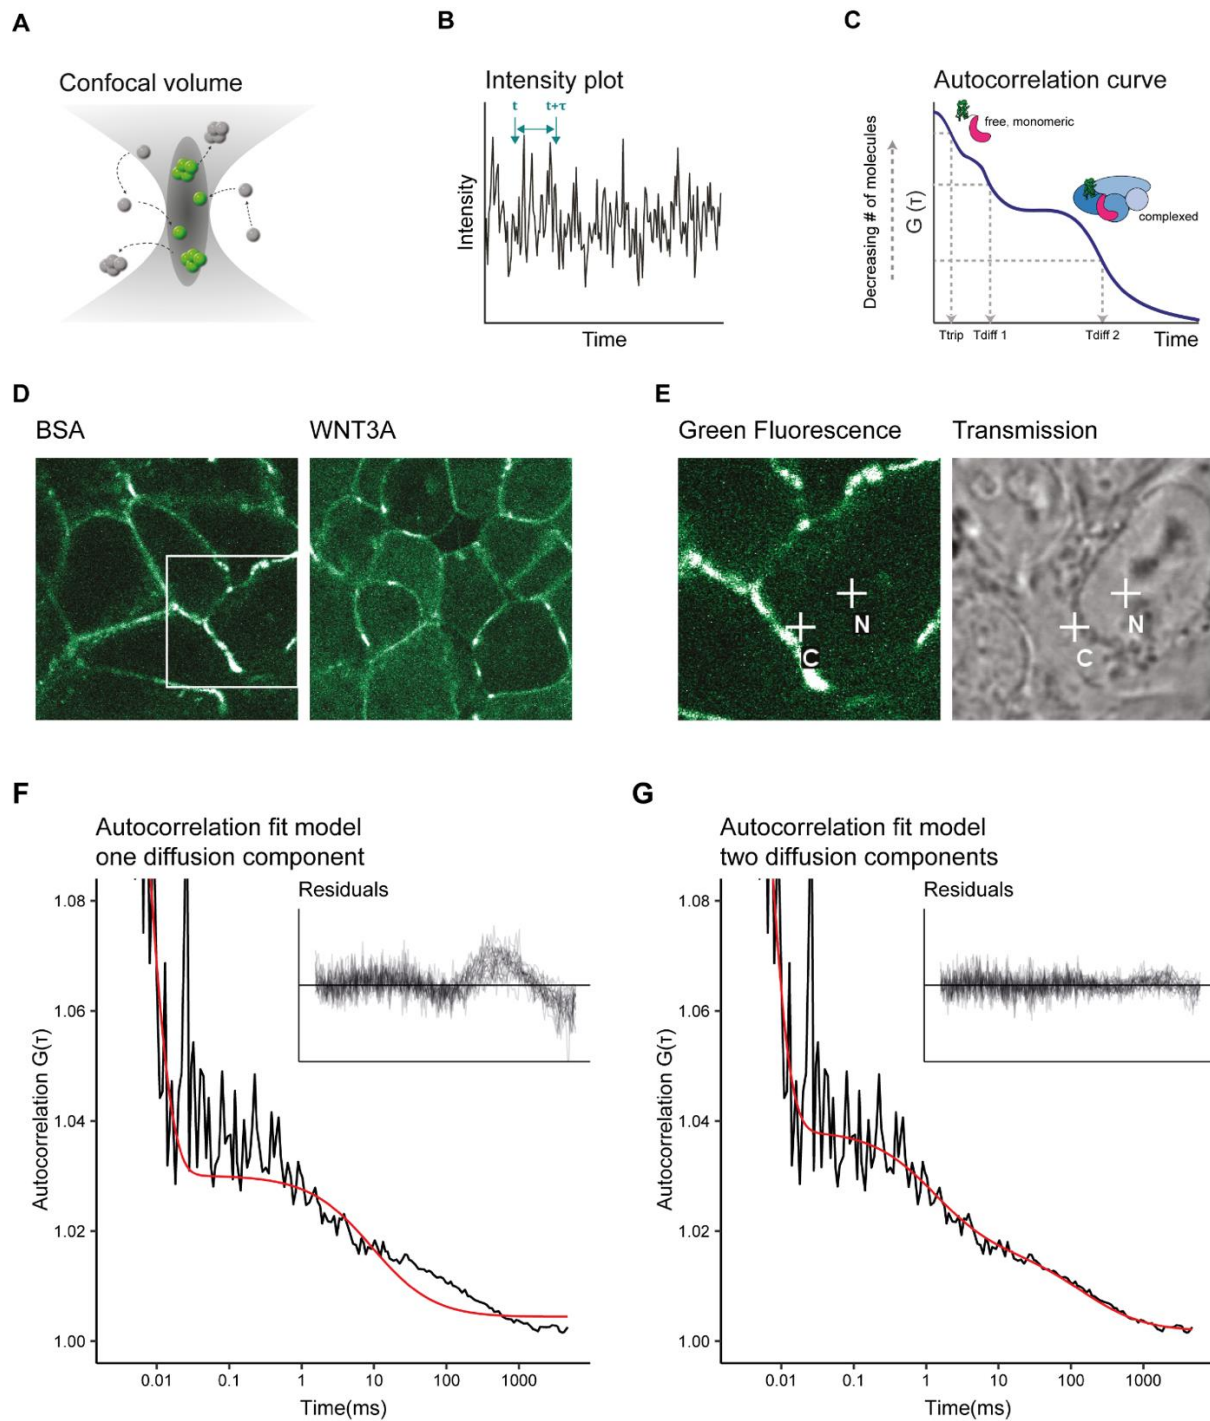 A
Confocal volume
B
Intensity plot
t
t+τ
Intensity
Time
C
Autocorrelation curve
free, monomeric
complexed
Decreasing # of molecules
G (τ)
Ttrip
Tdiff 1
Tdiff 2
Time
D
BSA
WNT3A
E
Green Fluorescence
Transmission
N
C
N
C
F
Autocorrelation fit model
one diffusion component
Residuals
1.08
1.06
1.04
1.02
1.00
Autocorrelation G(τ)
0.01
0.1
1
10
100
1000
Time(ms)
G
Autocorrelation fit model
two diffusion components
Residuals
1.08
1.06
1.04
1.02
1.00
Autocorrelation G(τ)
0.01
0.1
1
10
100
1000
Time(ms)